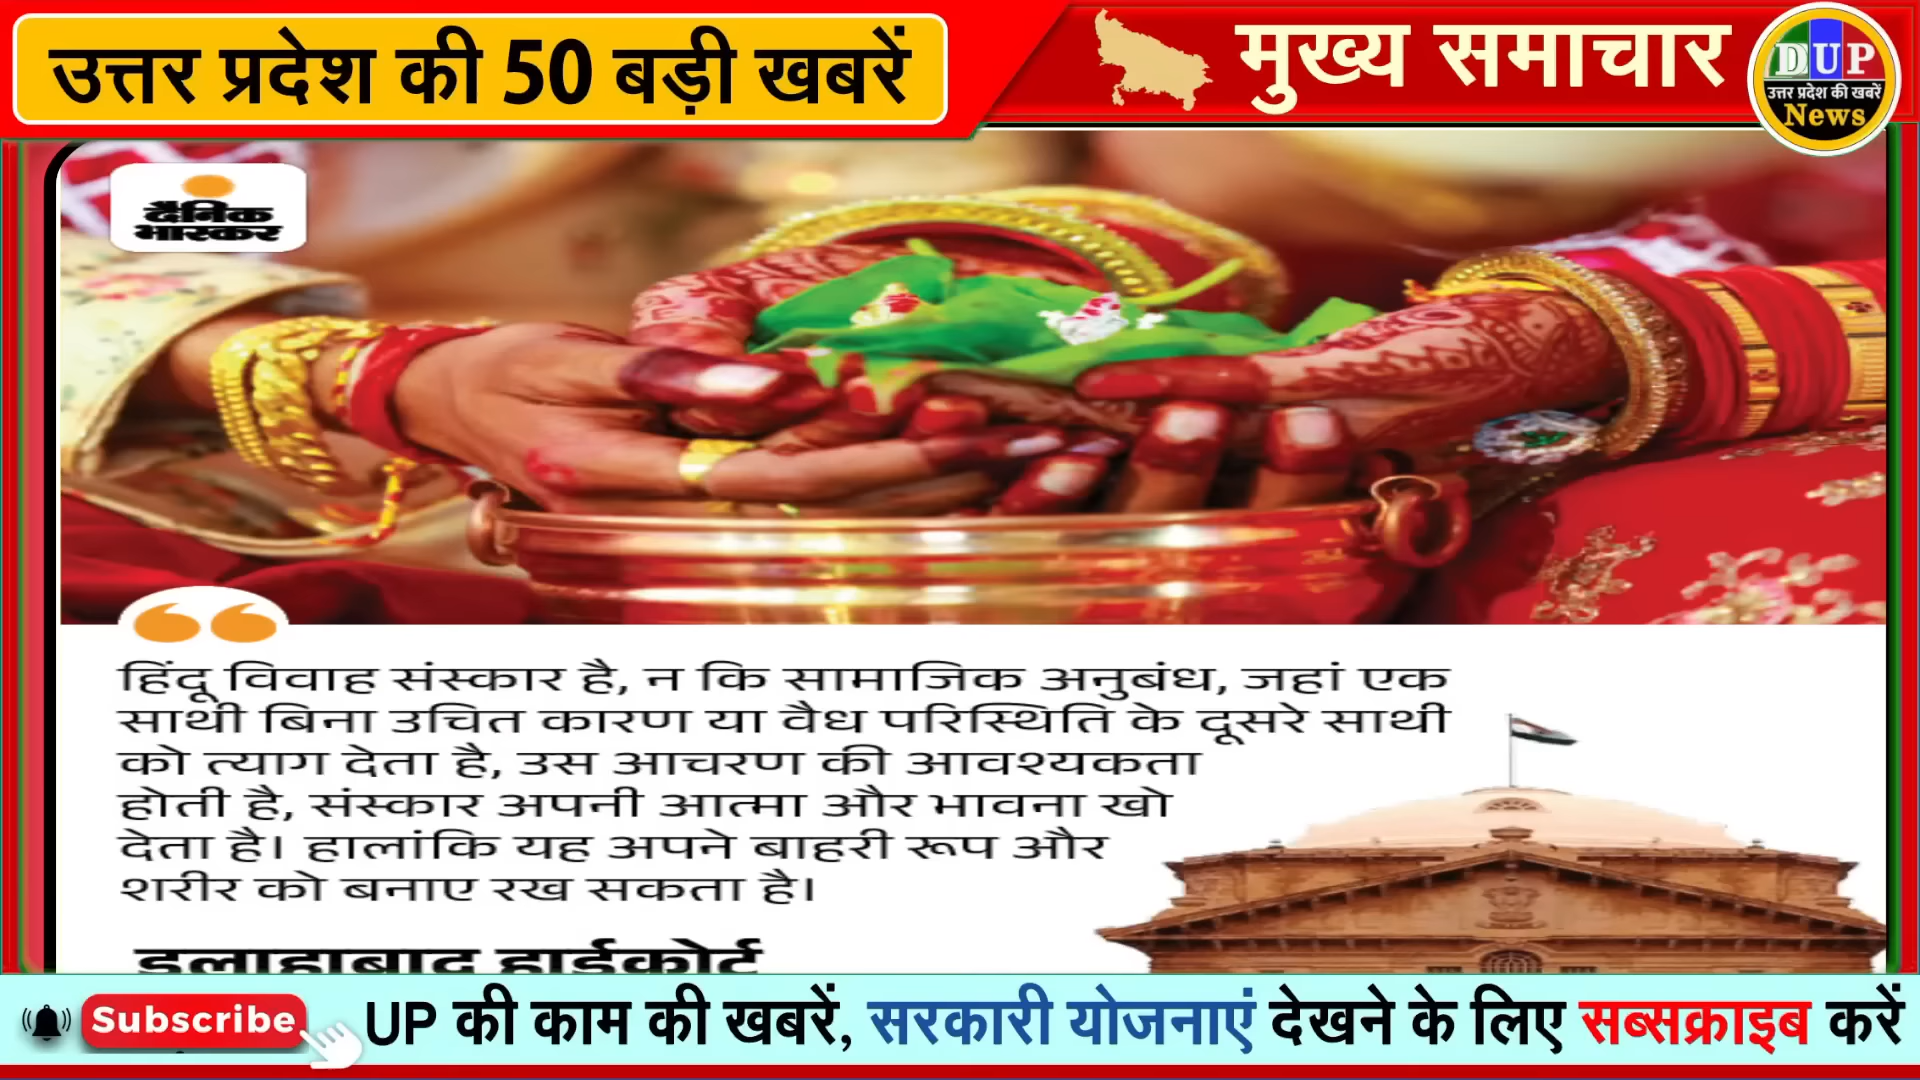 उत्तर प्रदेश की 50 बड़ी खबरें
मुख्य समाचार
DUP
उत्तर प्रदेश की खबरें
News
दैनिक
भास्कर
हिंदू विवाह संस्कार है, न कि सामाजिक अनुबंध, जहां एक
साथी बिना उचित कारण या वैध परिस्थिति के दूसरे साथी
को त्याग देता है, उस आचरण की आवश्यकता
होती है, संस्कार अपनी आत्मा और भावना खो
देता है। हालांकि यह अपने बाहरी रूप और
शरीर को बनाए रख सकता है।
इलाहाबाद हाईकोर्ट
Subscribe
UP की काम की खबरें, सरकारी योजनाएं देखने के लिए सब्सक्राइब करें